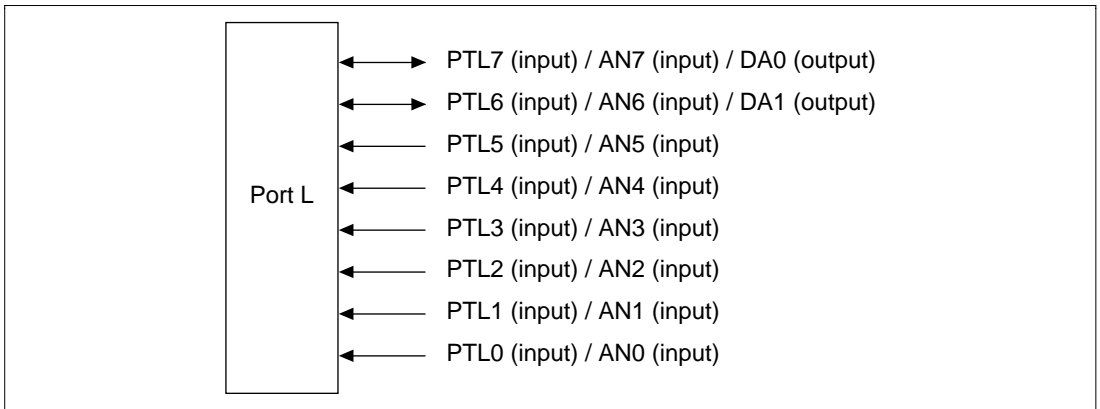 PTL7 (input) / AN7 (input) / DA0 (output)
PTL6 (input) / AN6 (input) / DA1 (output)
PTL5 (input) / AN5 (input)
Port L
PTL4 (input) / AN4 (input)
PTL3 (input) / AN3 (input)
PTL2 (input) / AN2 (input)
PTL1 (input) / AN1 (input)
PTL0 (input) / AN0 (input)